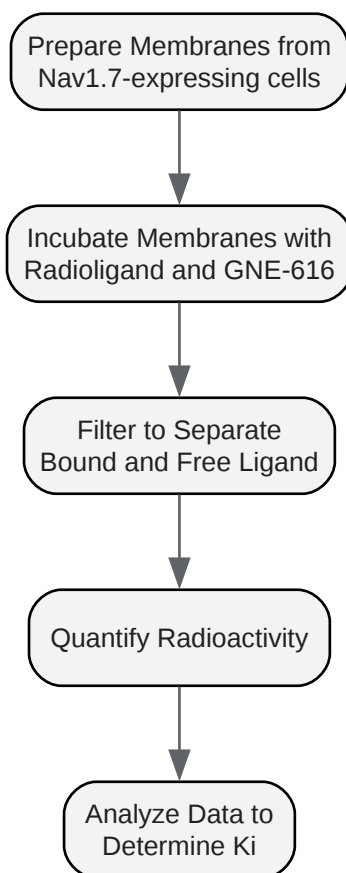 Prepare Membranes from
Nav1.7-expressing cells
Incubate Membranes with
Radioligand and GNE-616
Filter to Separate
Bound and Free Ligand
Quantify Radioactivity
Analyze Data to
Determine Ki